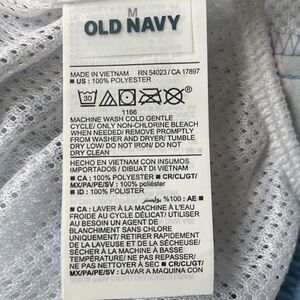 M
OLD NAVY
MADE IN VIETNAM RN 54023 / CA 17897
■ US : 100% POLYESTER
30
®
1166
MACHINE WASH COLD GENTLE
CYCLE/ ONLY NON-CHLORINE BLEACH
WHEN NEEDED/ REMOVE PROMPTLY
FROM WASHER AND DRYER/ TUMBLE
DRY LOW/ DO NOT IRON/ DO NOT
DRY CLEAN
HECHO EN VIETNAM CON INSUMOS
IMPORTADOS / DIBUAT DI VIETNAM
■ CA : 100% POLYESTER ■ CR/CL/GT/
MX/PA/PE/SV : 100% poliéster
■ ID : 100% POLISTER
■ AE : %100 بوليستر
■ CA : LAVER À LA MACHINE À L'EAU
FROIDE AU CYCLE DÉLICAT / UTILISER
AU BESOIN UN AGENT DE
BLANCHIMENT SANS CHLORE
UNIQUEMENT / RETIRER RAPIDEMENT
DE LA LAVEUSE ET DE LA SÉCHEUSE/
SÉCHER À LA MACHINE À BASSE TEMP/
NE PAS REPASSER / NE PAS
NETTOYER À SEC ■ CR/CL/GT/
MX/PA/PE/SV : LAVAR A MAQUINA CON